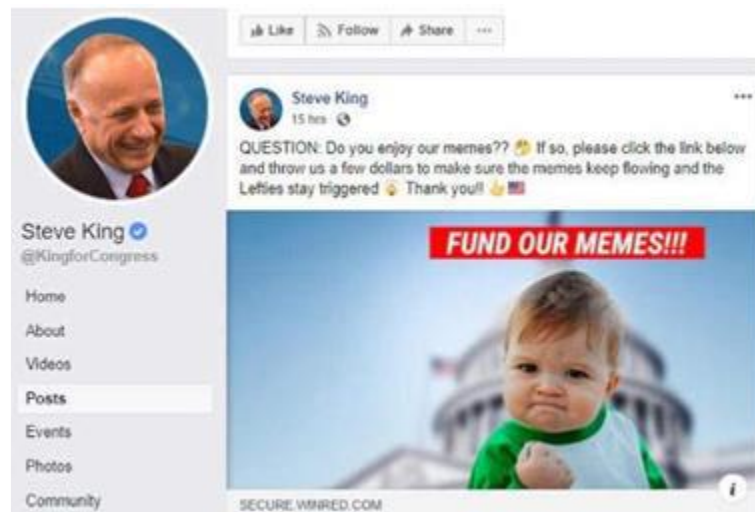 Like Follow Share ...
Steve King
15 hrs
QUESTION: Do you enjoy our memes?? If so, please click the link below
and throw us a few dollars to make sure the memes keep flowing and the
Lefties stay triggered Thank you!!
FUND OUR MEMES!!!
SECURE.WINRED.COM
i
Steve King
@KingforCongress
Home
About
Videos
Posts
Events
Photos
Community